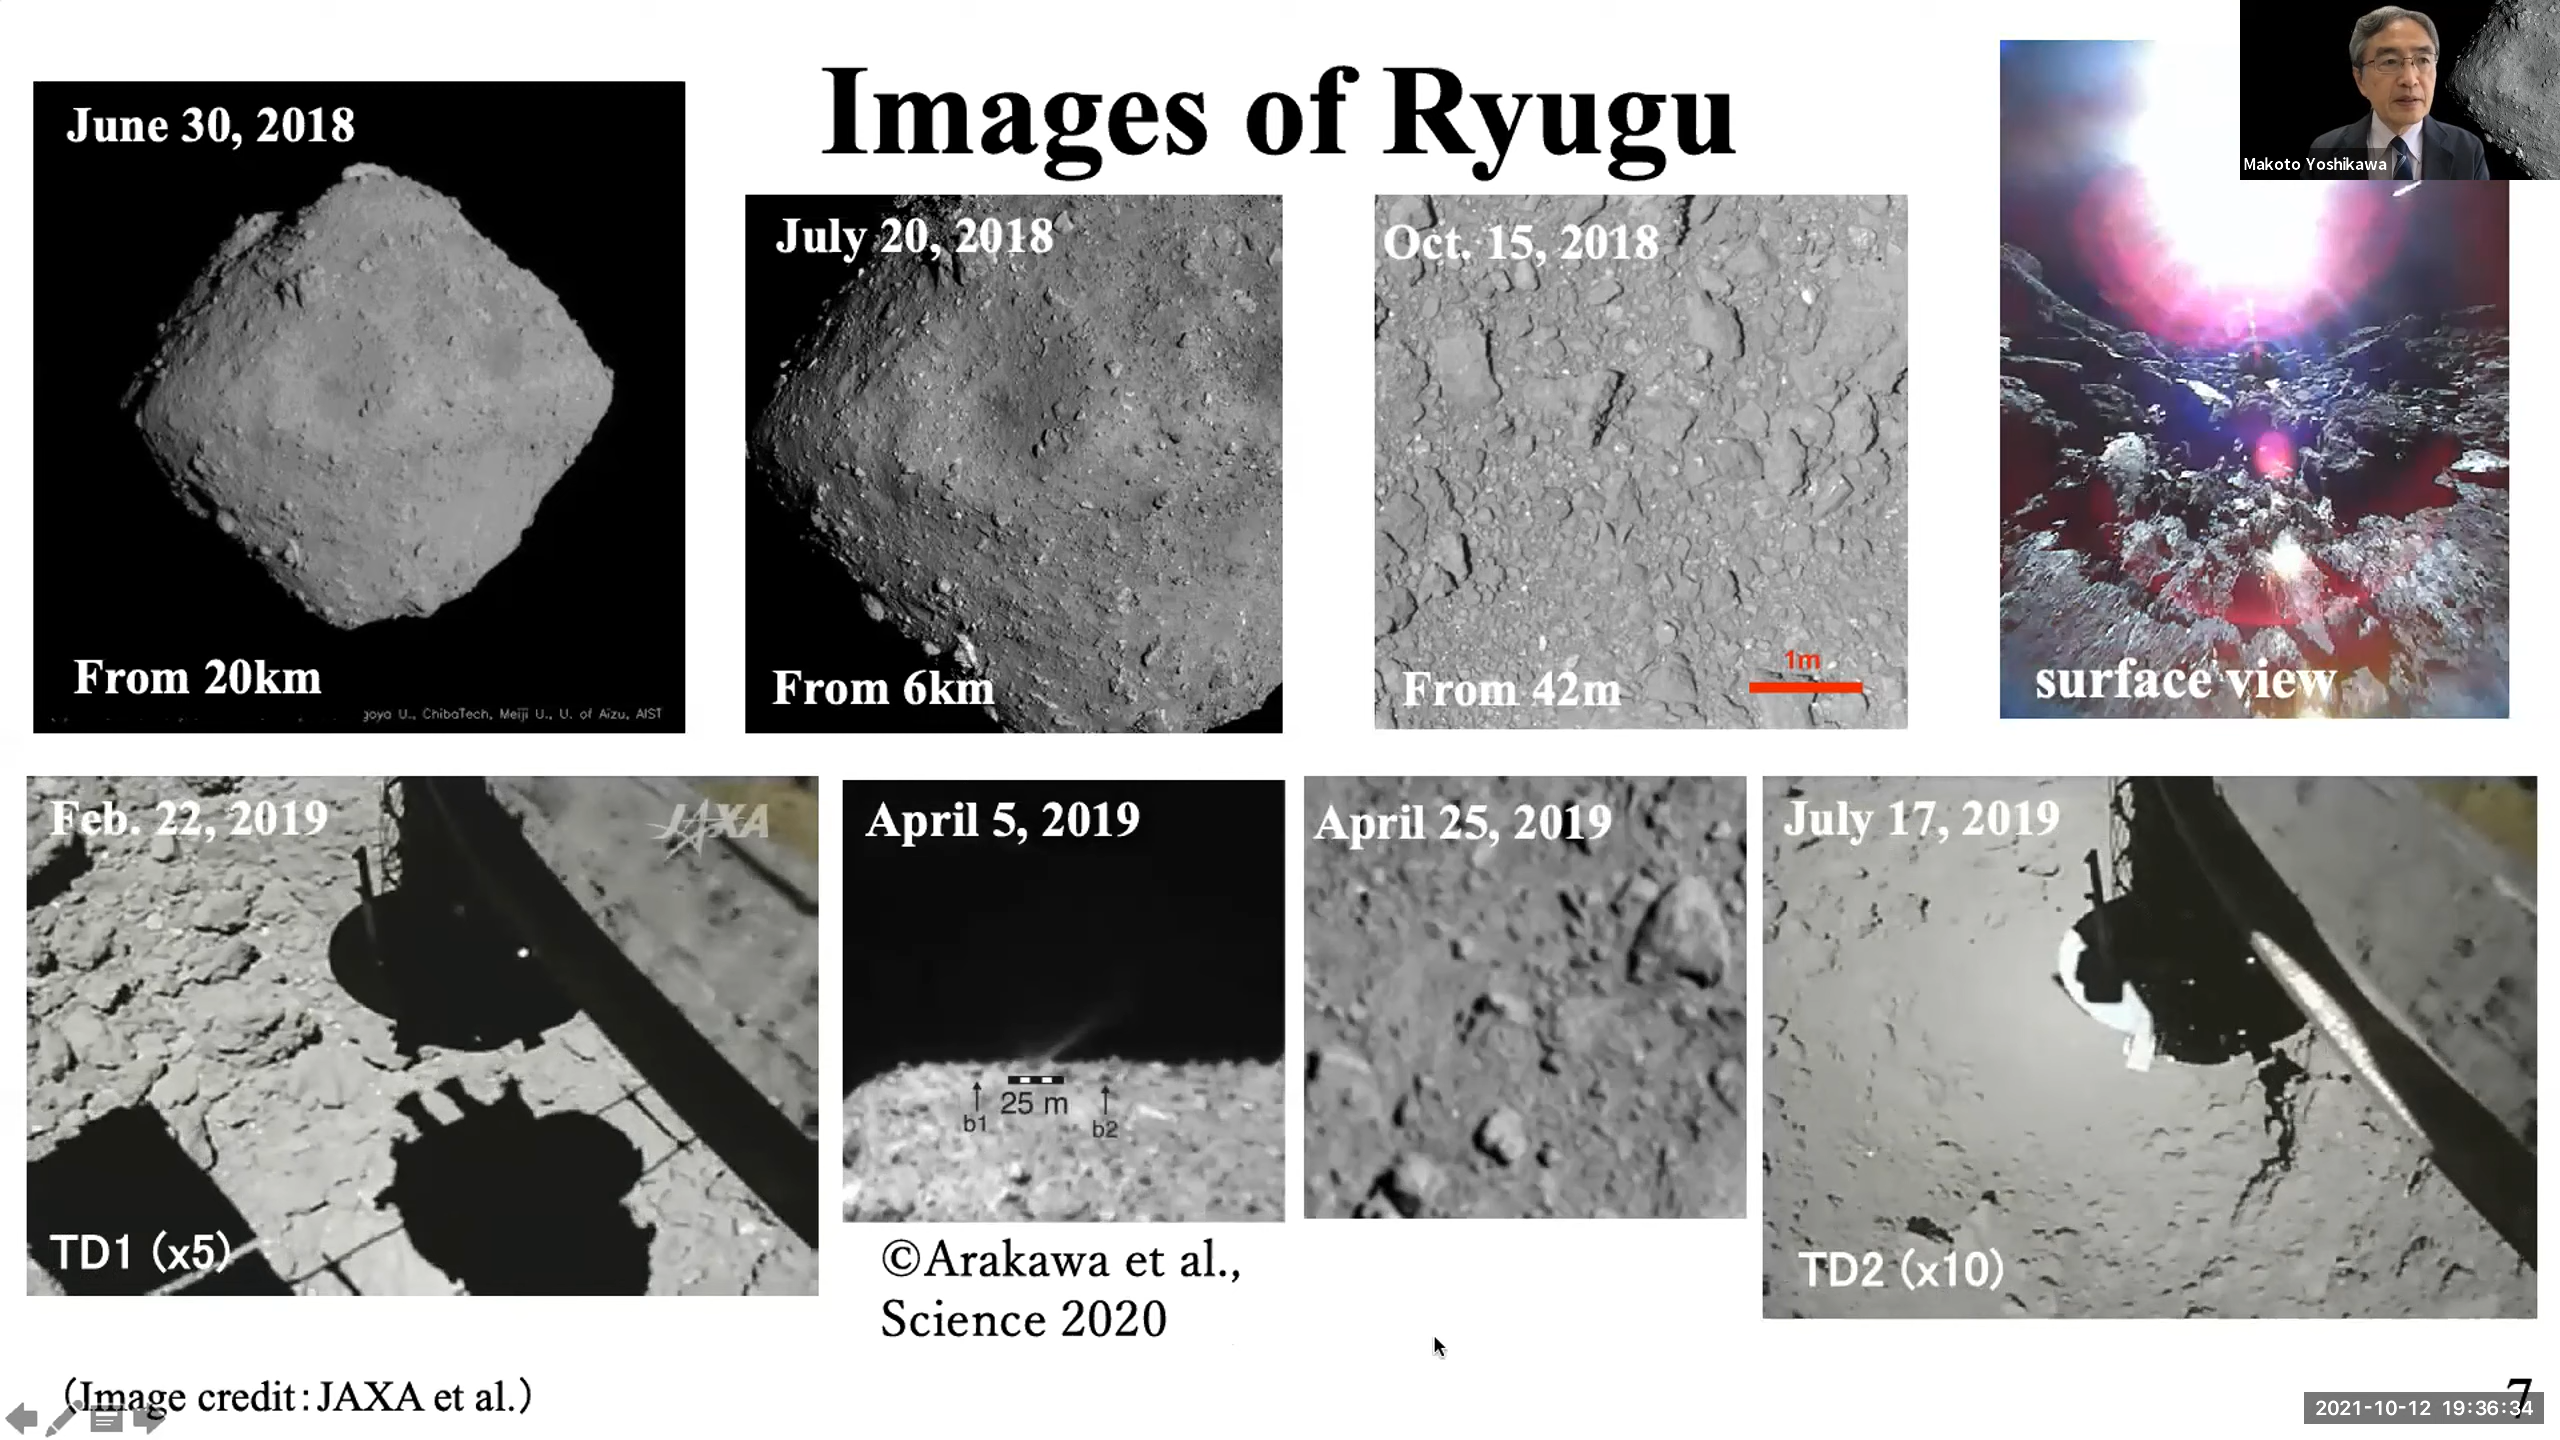 Images of Ryugu
Makoto Yoshikawa
June 30, 2018
From 20km
goya U., ChibaTech, Meiji U., U. of Aizu, AIST
July 20, 2018
From 6km
Oct. 15, 2018
1m
From 42m
surface view
Feb. 22, 2019
JAXA
TD1 (x5)
April 5, 2019
25 m
b1
b2
©Arakawa et al.,
Science 2020
April 25, 2019
July 17, 2019
TD2 (x10)
(Image credit:JAXA et al.)
7
2021-10-12 19:36:34